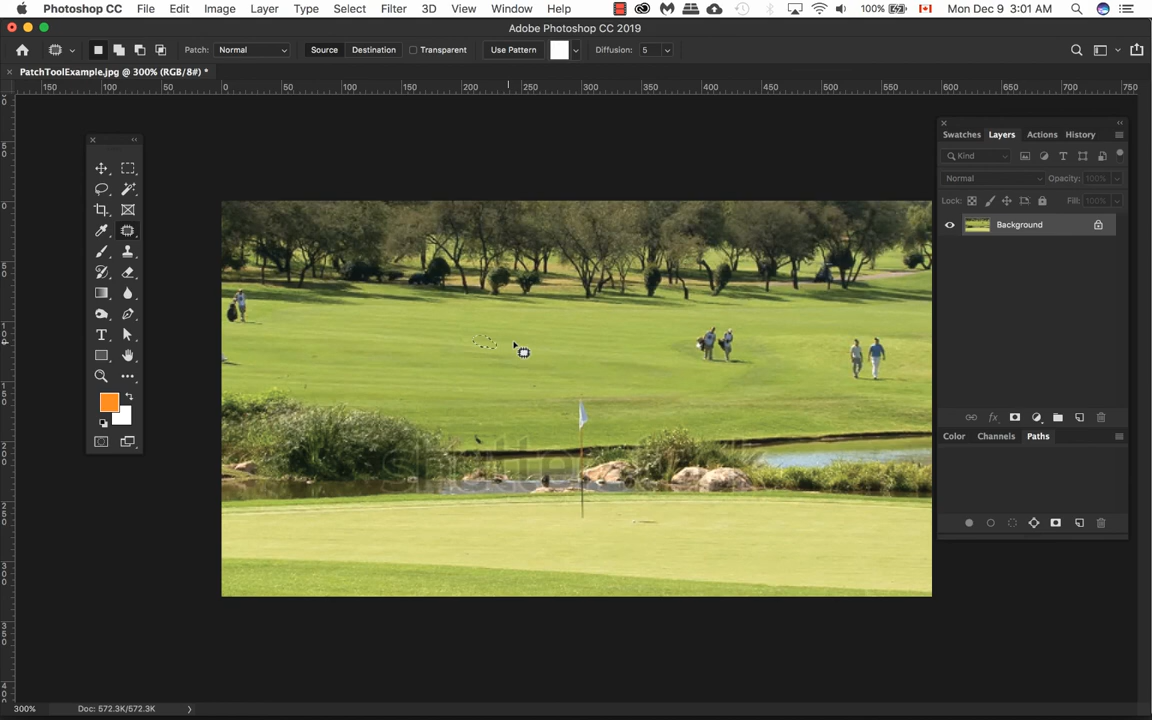 Photoshop CC File Edit Image Layer Type Select Filter 3D View Window Help 100% Mon Dec 9 3:01 AM
Adobe Photoshop CC 2019
Patch: Normal Source Destination Transparent Use Pattern Diffusion: 5
PatchToolExample.jpg @ 300% (RGB/8#) *
150 100 50 0 50 100 150 200 250 300 350 400 450 500 550 600 650 700 750
Swatches Layers Actions History
Kind
Normal Opacity: 100%
Lock: Fill: 100%
Background
Color Channels Paths
300% Doc: 572.3K/572.3K